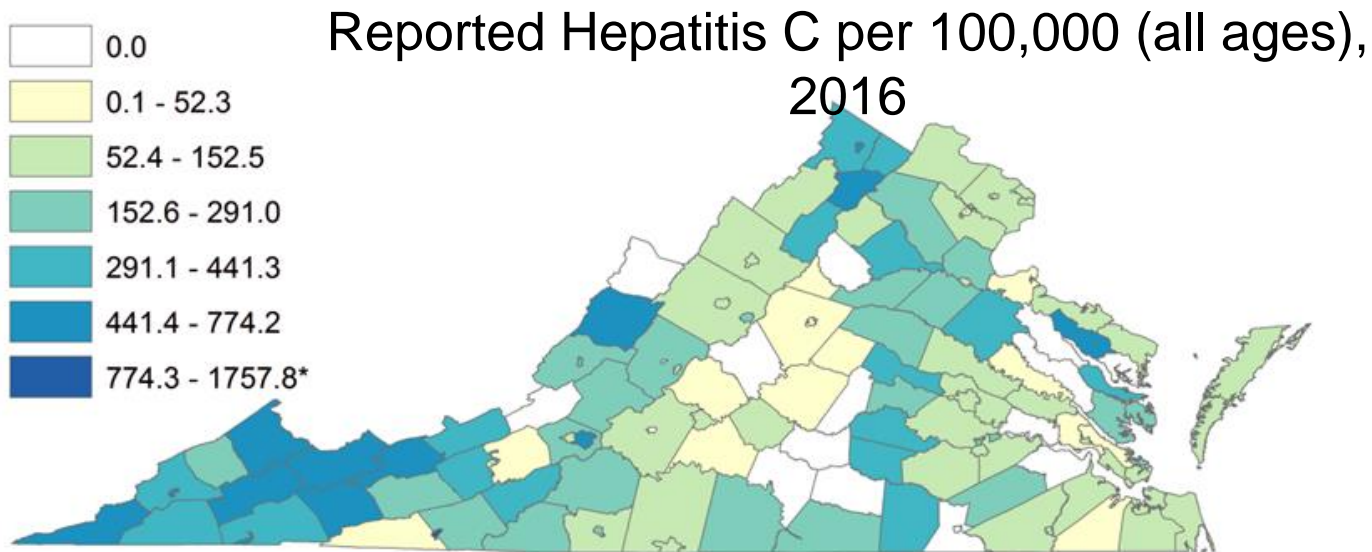 Reported Hepatitis C per 100,000 (all ages),
2016
0.0
0.1 - 52.3
52.4 - 152.5
152.6 - 291.0
291.1 - 441.3
441.4 - 774.2
774.3 - 1757.8*